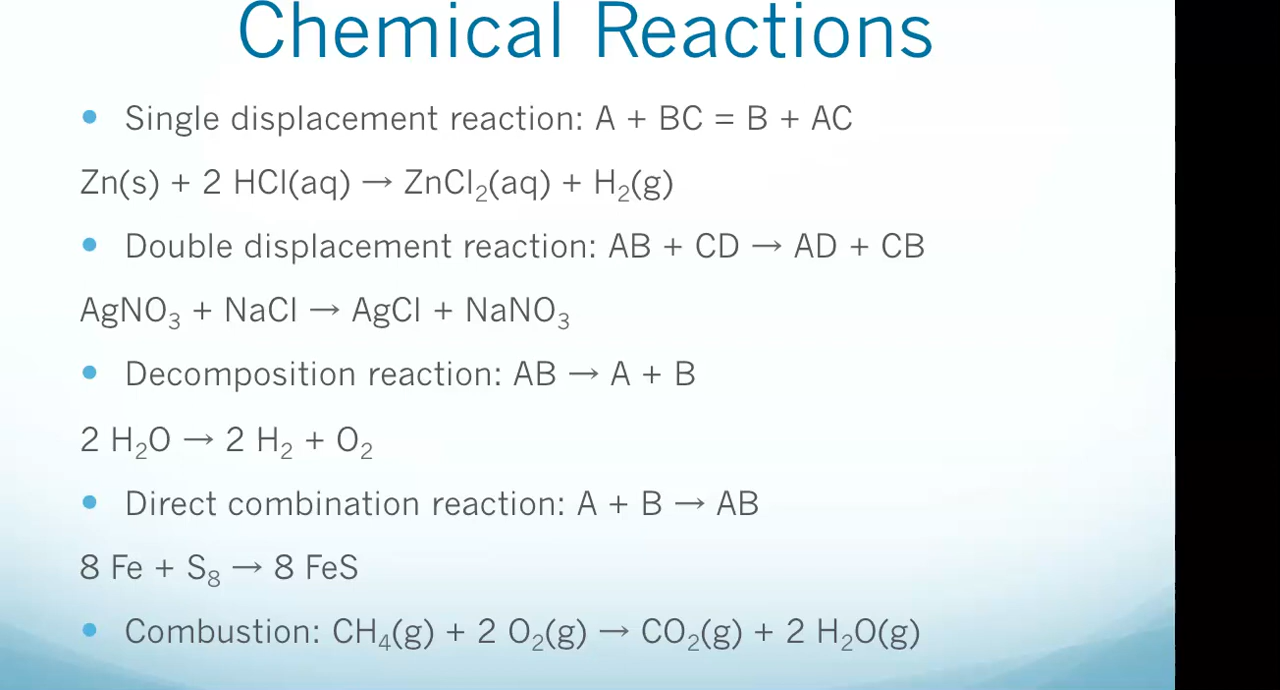 Chemical Reactions
• Single displacement reaction: A + BC = B + AC
Zn(s) + 2 HCl(aq) → ZnCl₂(aq) + H₂(g)
• Double displacement reaction: AB + CD → AD + CB
AgNO₃ + NaCl → AgCl + NaNO₃
• Decomposition reaction: AB → A + B
2 H₂O → 2 H₂ + O₂
• Direct combination reaction: A + B → AB
8 Fe + S₈ → 8 FeS
• Combustion: CH₄(g) + 2 O₂(g) → CO₂(g) + 2 H₂O(g)